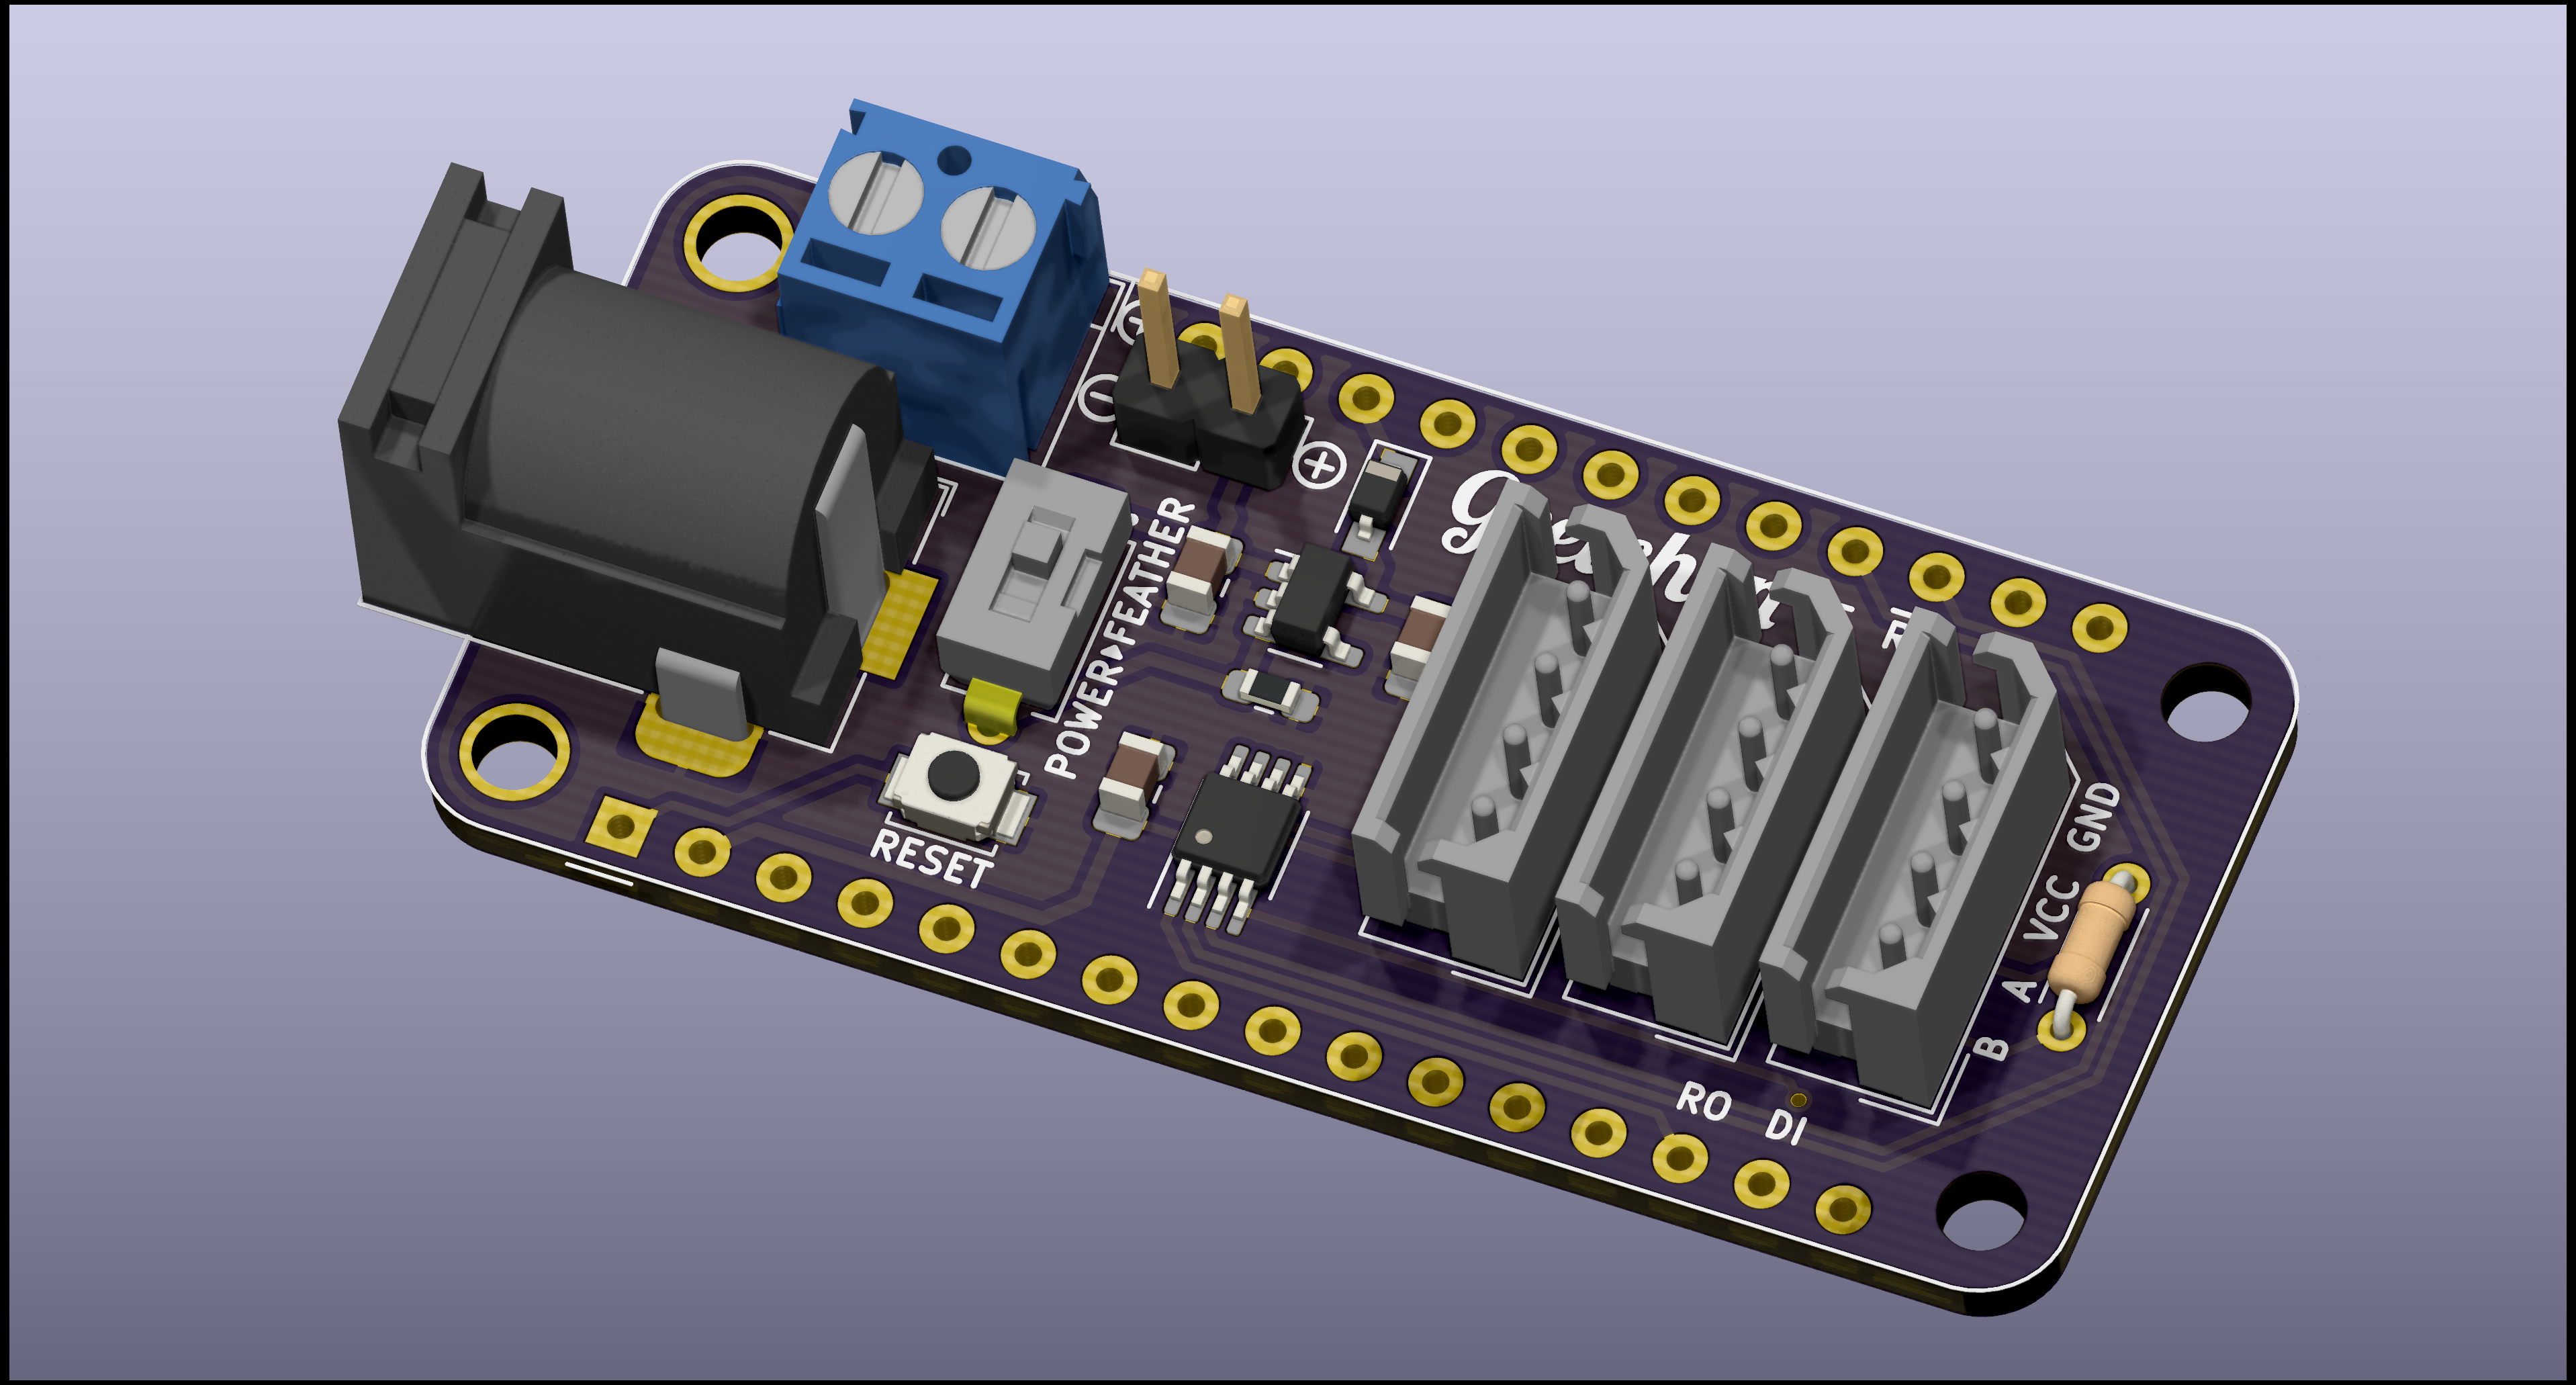 POWER▶FEATHER
RESET
GND
VCC
A
B
RO DI